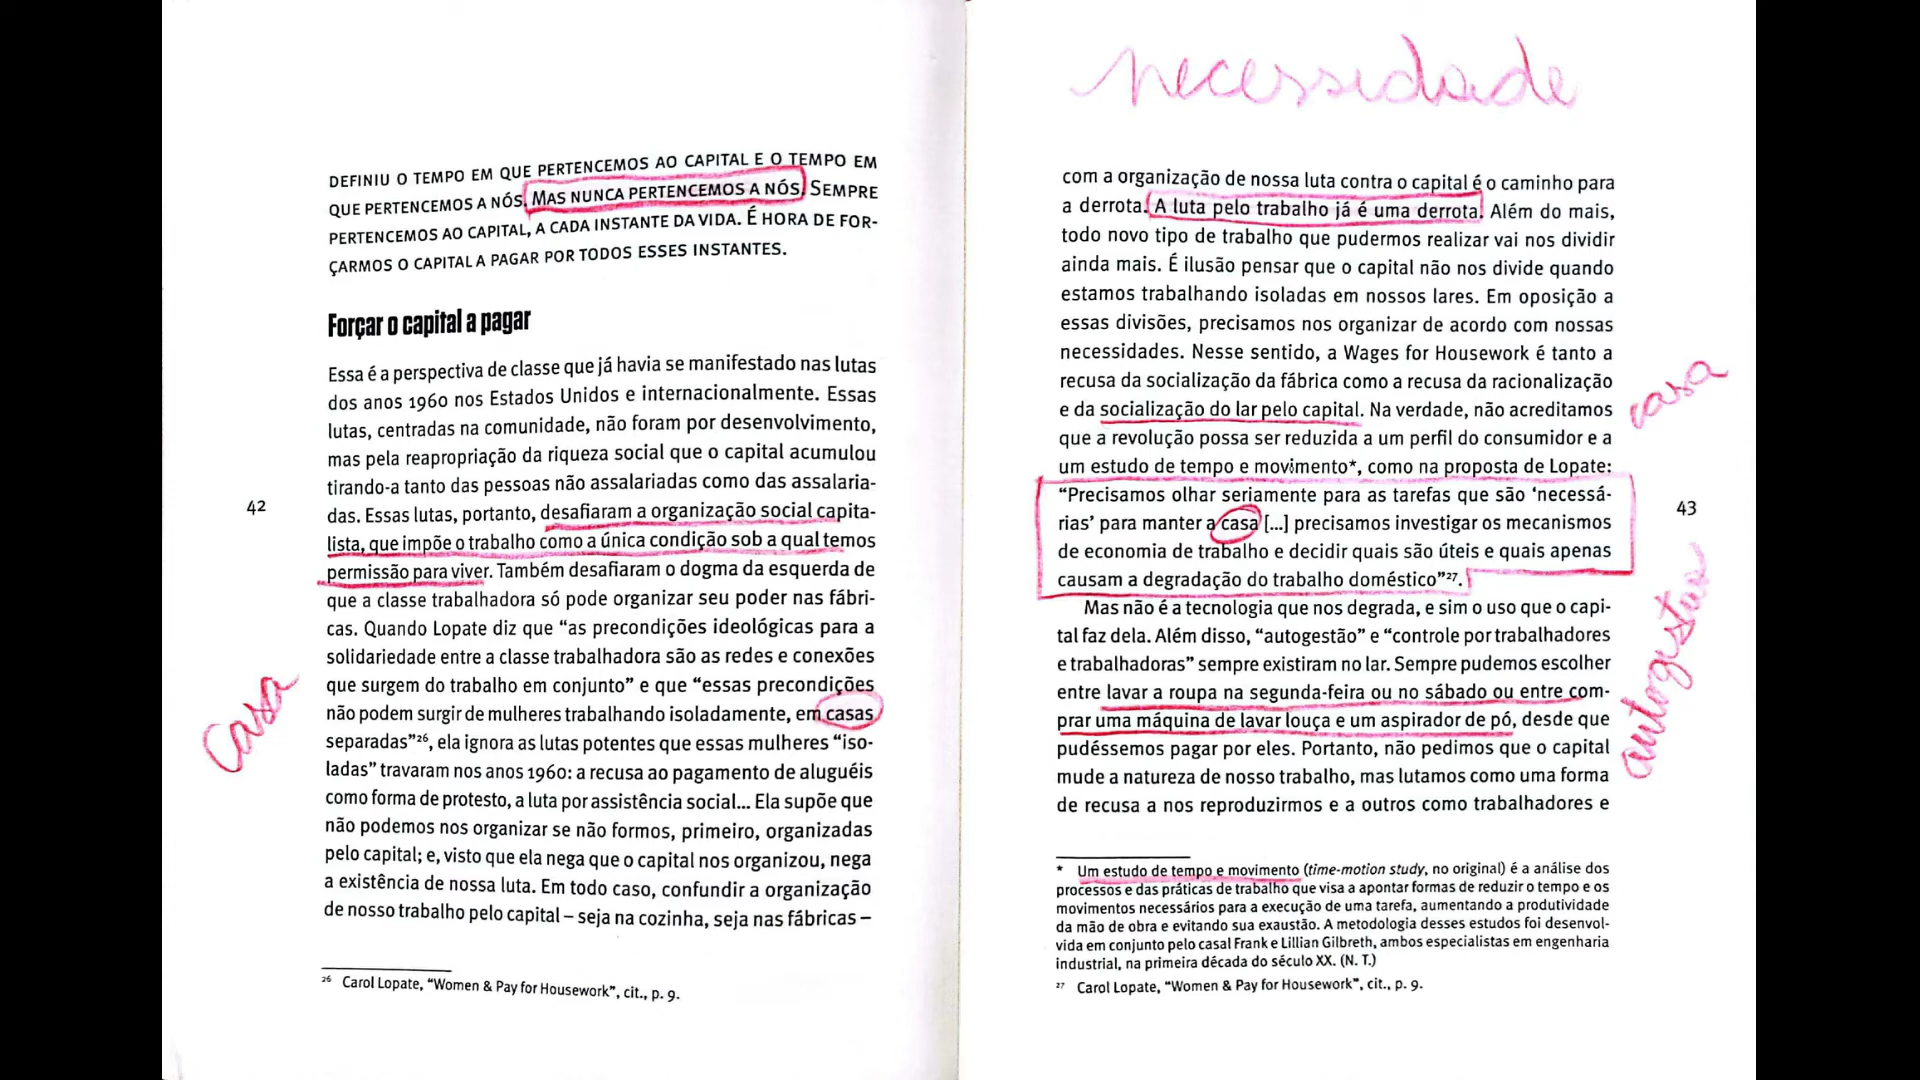 DEFINIU O TEMPO EM QUE PERTENCEMOS AO CAPITAL E O TEMPO EM
QUE PERTENCEMOS A NÓS. MAS NUNCA PERTENCEMOS A NÓS. SEMPRE
PERTENCEMOS AO CAPITAL, A CADA INSTANTE DA VIDA. É HORA DE FOR-
ÇARMOS O CAPITAL A PAGAR POR TODOS ESSES INSTANTES.
Forçar o capital a pagar
Essa é a perspectiva de classe que já havia se manifestado nas lutas
dos anos 1960 nos Estados Unidos e internacionalmente. Essas
lutas, centradas na comunidade, não foram por desenvolvimento,
mas pela reapropriação da riqueza social que o capital acumulou
tirando-a tanto das pessoas não assalariadas como das assalaria-
das. Essas lutas, portanto, desafiaram a organização social capita-
lista, que impõe o trabalho como a única condição sob a qual temos
permissão para viver. Também desafiaram o dogma da esquerda de
que a classe trabalhadora só pode organizar seu poder nas fábri-
cas. Quando Lopate diz que “as precondições ideológicas para a
solidariedade entre a classe trabalhadora são as redes e conexões
que surgem do trabalho em conjunto” e que “essas precondições
não podem surgir de mulheres trabalhando isoladamente, em casas
separadas”²⁶, ela ignora as lutas potentes que essas mulheres “iso-
ladas” travaram nos anos 1960: a recusa ao pagamento de aluguéis
como forma de protesto, a luta por assistência social... Ela supõe que
não podemos nos organizar se não formos, primeiro, organizadas
pelo capital; e, visto que ela nega que o capital nos organizou, nega
a existência de nossa luta. Em todo caso, confundir a organização
de nosso trabalho pelo capital – seja na cozinha, seja nas fábricas –
42
casa
²⁶ Carol Lopate, “Women & Pay for Housework”, cit., p. 9.
necessidade
com a organização de nossa luta contra o capital é o caminho para
a derrota. A luta pelo trabalho já é uma derrota. Além do mais,
todo novo tipo de trabalho que pudermos realizar vai nos dividir
ainda mais. É ilusão pensar que o capital não nos divide quando
estamos trabalhando isoladas em nossos lares. Em oposição a
essas divisões, precisamos nos organizar de acordo com nossas
necessidades. Nesse sentido, a Wages for Housework é tanto a
recusa da socialização da fábrica como a recusa da racionalização
e da socialização do lar pelo capital. Na verdade, não acreditamos
que a revolução possa ser reduzida a um perfil do consumidor e a
um estudo de tempo e movimento*, como na proposta de Lopate:
“Precisamos olhar seriamente para as tarefas que são ‘necessá-
rias’ para manter a casa [...] precisamos investigar os mecanismos
de economia de trabalho e decidir quais são úteis e quais apenas
causam a degradação do trabalho doméstico”²⁷.
Mas não é a tecnologia que nos degrada, e sim o uso que o capi-
tal faz dela. Além disso, “autogestão” e “controle por trabalhadores
e trabalhadoras” sempre existiram no lar. Sempre pudemos escolher
entre lavar a roupa na segunda-feira ou no sábado ou entre com-
prar uma máquina de lavar louça e um aspirador de pó, desde que
pudéssemos pagar por eles. Portanto, não pedimos que o capital
mude a natureza de nosso trabalho, mas lutamos como uma forma
de recusa a nos reproduzirmos e a outros como trabalhadores e
casa
43
* Um estudo de tempo e movimento (time-motion study, no original) é a análise dos
processos e das práticas de trabalho que visa a apontar formas de reduzir o tempo e os
movimentos necessários para a execução de uma tarefa, aumentando a produtividade
da mão de obra e evitando sua exaustão. A metodologia desses estudos foi desenvol-
vida em conjunto pelo casal Frank e Lillian Gilbreth, ambos especialistas em engenharia
industrial, na primeira década do século XX. (N. T.)
²⁷ Carol Lopate, “Women & Pay for Housework”, cit., p. 9.